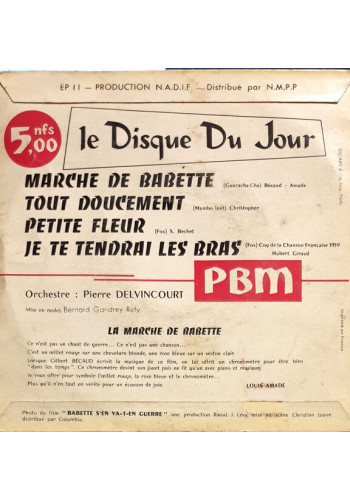 EP 11 — PRODUCTION N.A.D.I.F. — Distribué par N.M.P.P
nfs
5,00
le Disque Du Jour
MARCHE DE BABETTE (Guaracha-Cha) Bécaud - Amade
TOUT DOUCEMENT (Mambo lent) Christopher
PETITE FLEUR (Fox) S. Bechet
JE TE TENDRAI LES BRAS (Fox) Coq de la Chanson Française 1959
Hubert Giraud
PBM
Orchestre : Pierre DELVINCOURT
Mise en ondes Bernard Gandrey Rety
LA MARCHE DE BABETTE
Ce n'est pas un chant de guerre... Ce n'est pas une chanson...
C'est un œillet rouge sur une chevelure blonde, une rose bleue sur un veston clair.
Lorsque Gilbert BÉCAUD écrivit la musique de ce film, on lui offrit un chronomètre pour être bien
"dans les temps". Ce chronomètre devint son jouet puis ne fit qu'un avec piano et musique.
Je vous offre pour symbole l'œillet rouge, la rose bleue et le chronomètre...
Plus qu'il n'en faut en vérité pour un écusson de joie.
LOUIS AMADE
Photo du film "BABETTE S'EN VA-T-EN GUERRE" une production Raoul J. Lévy, mise en scène Christian Jaque
distribué par Columbia.